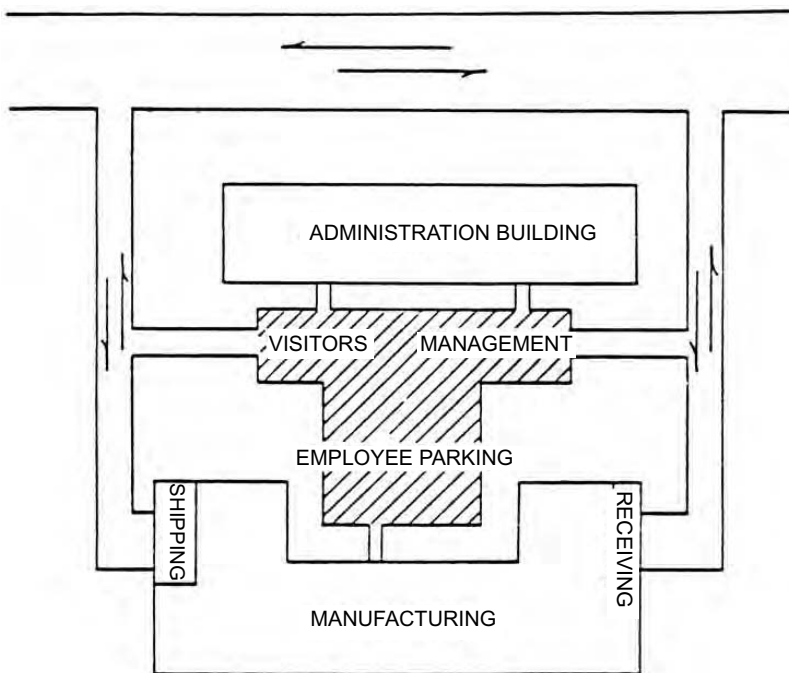 ADMINISTRATION BUILDING
VISITORS
MANAGEMENT
EMPLOYEE PARKING
SHIPPING
RECEIVING
MANUFACTURING